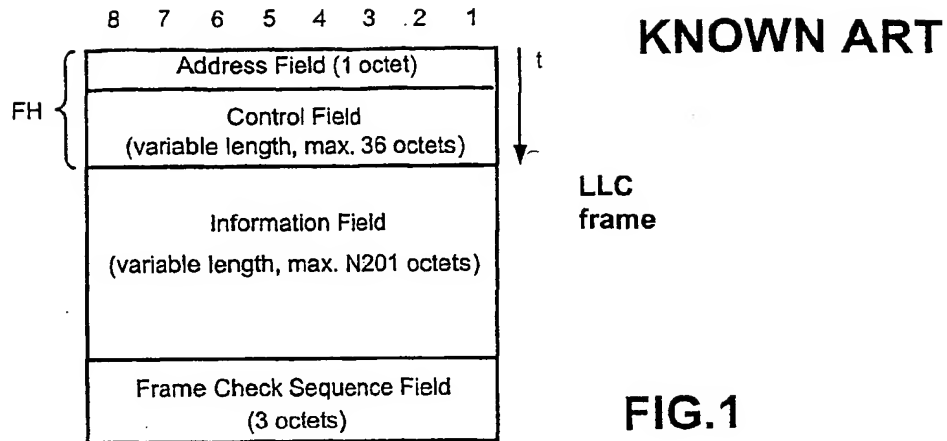 8 7 6 5 4 3 .2 1
KNOWN ART
Address Field (1 octet)
t
FH
Control Field
(variable length, max. 36 octets)
LLC
frame
Information Field
(variable length, max. N201 octets)
Frame Check Sequence Field
(3 octets)
FIG.1